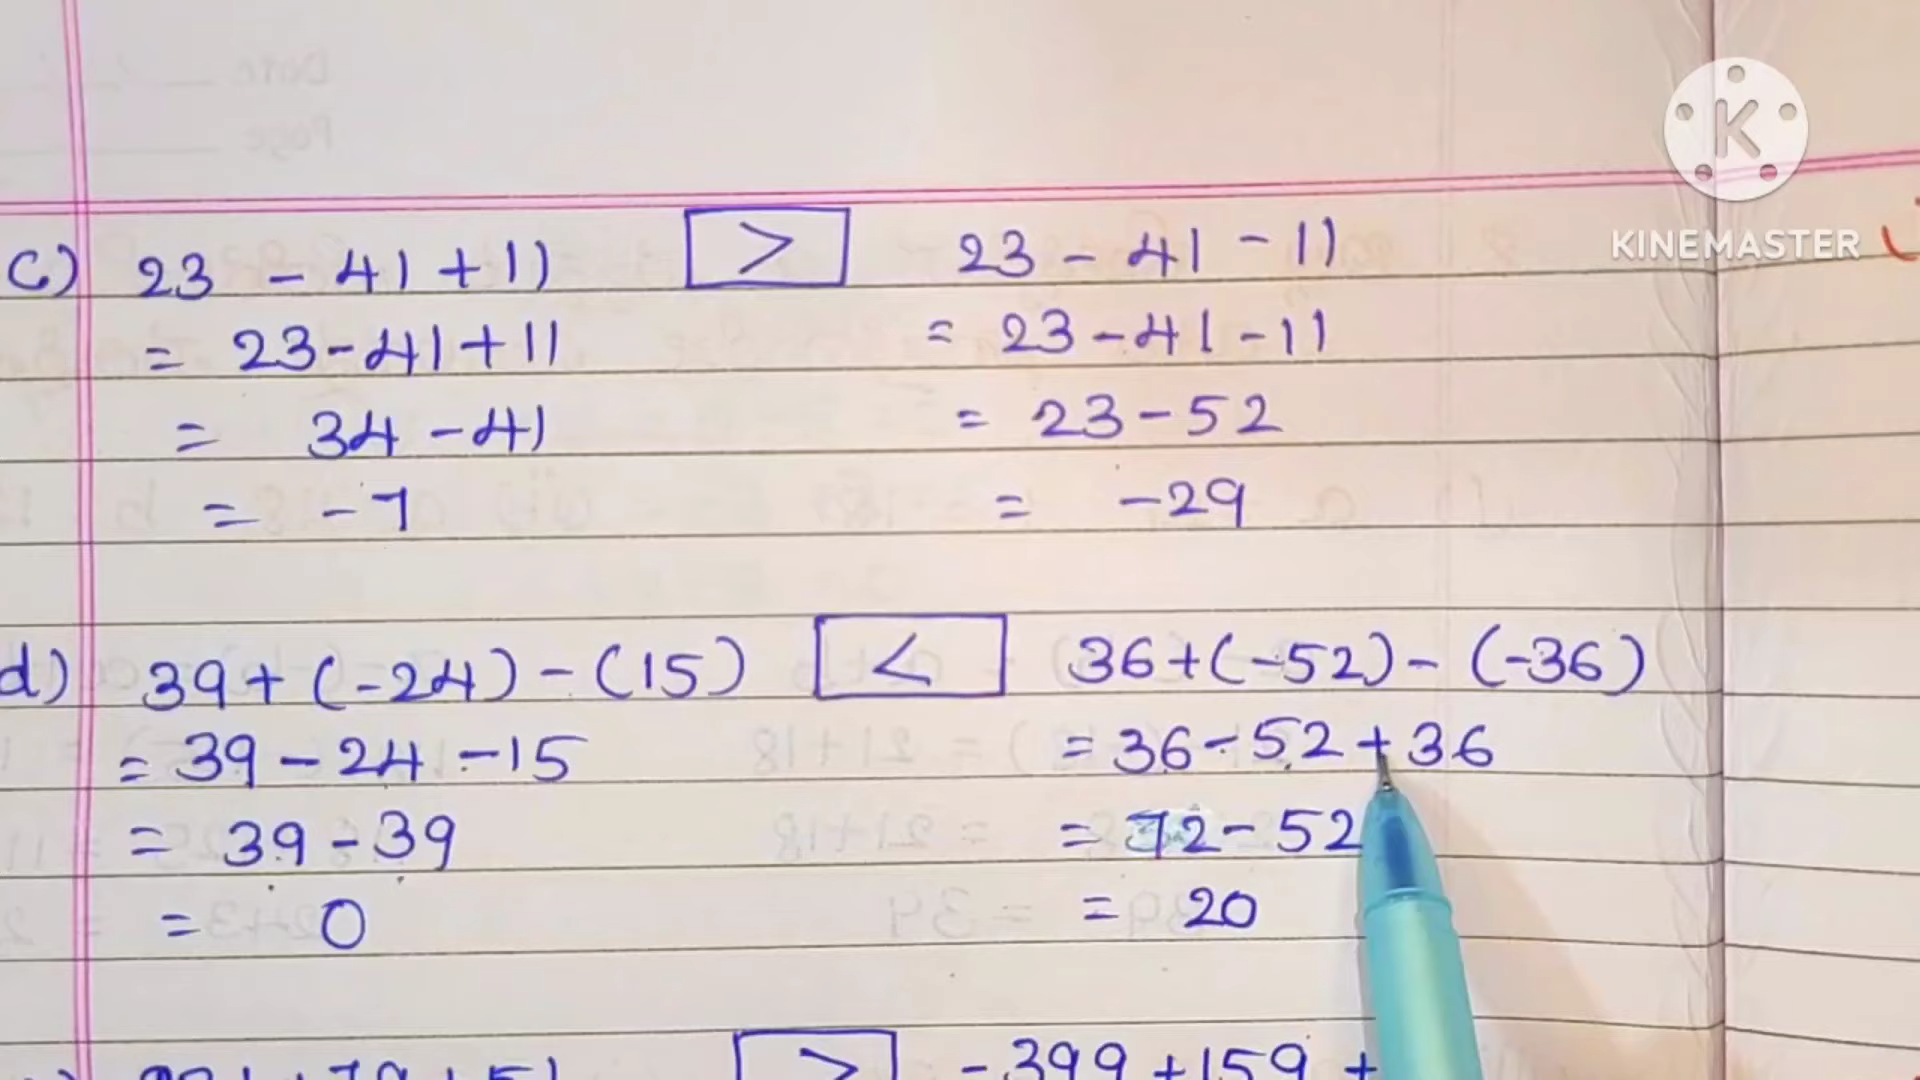 KINEMASTER
c) 23 - 41 + 11 > 23 - 41 - 11
= 23 - 41 + 11 = 23 - 41 - 11
= 34 - 41 = 23 - 52
= -7 = -29
d) 39 + (-24) - (15) < 36 + (-52) - (-36)
= 39 - 24 - 15 = 36 - 52 + 36
= 39 - 39 = 72 - 52
= 0 = 20
> -399 + 159 +